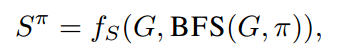 S^π = f_S(G, BFS(G, π)),